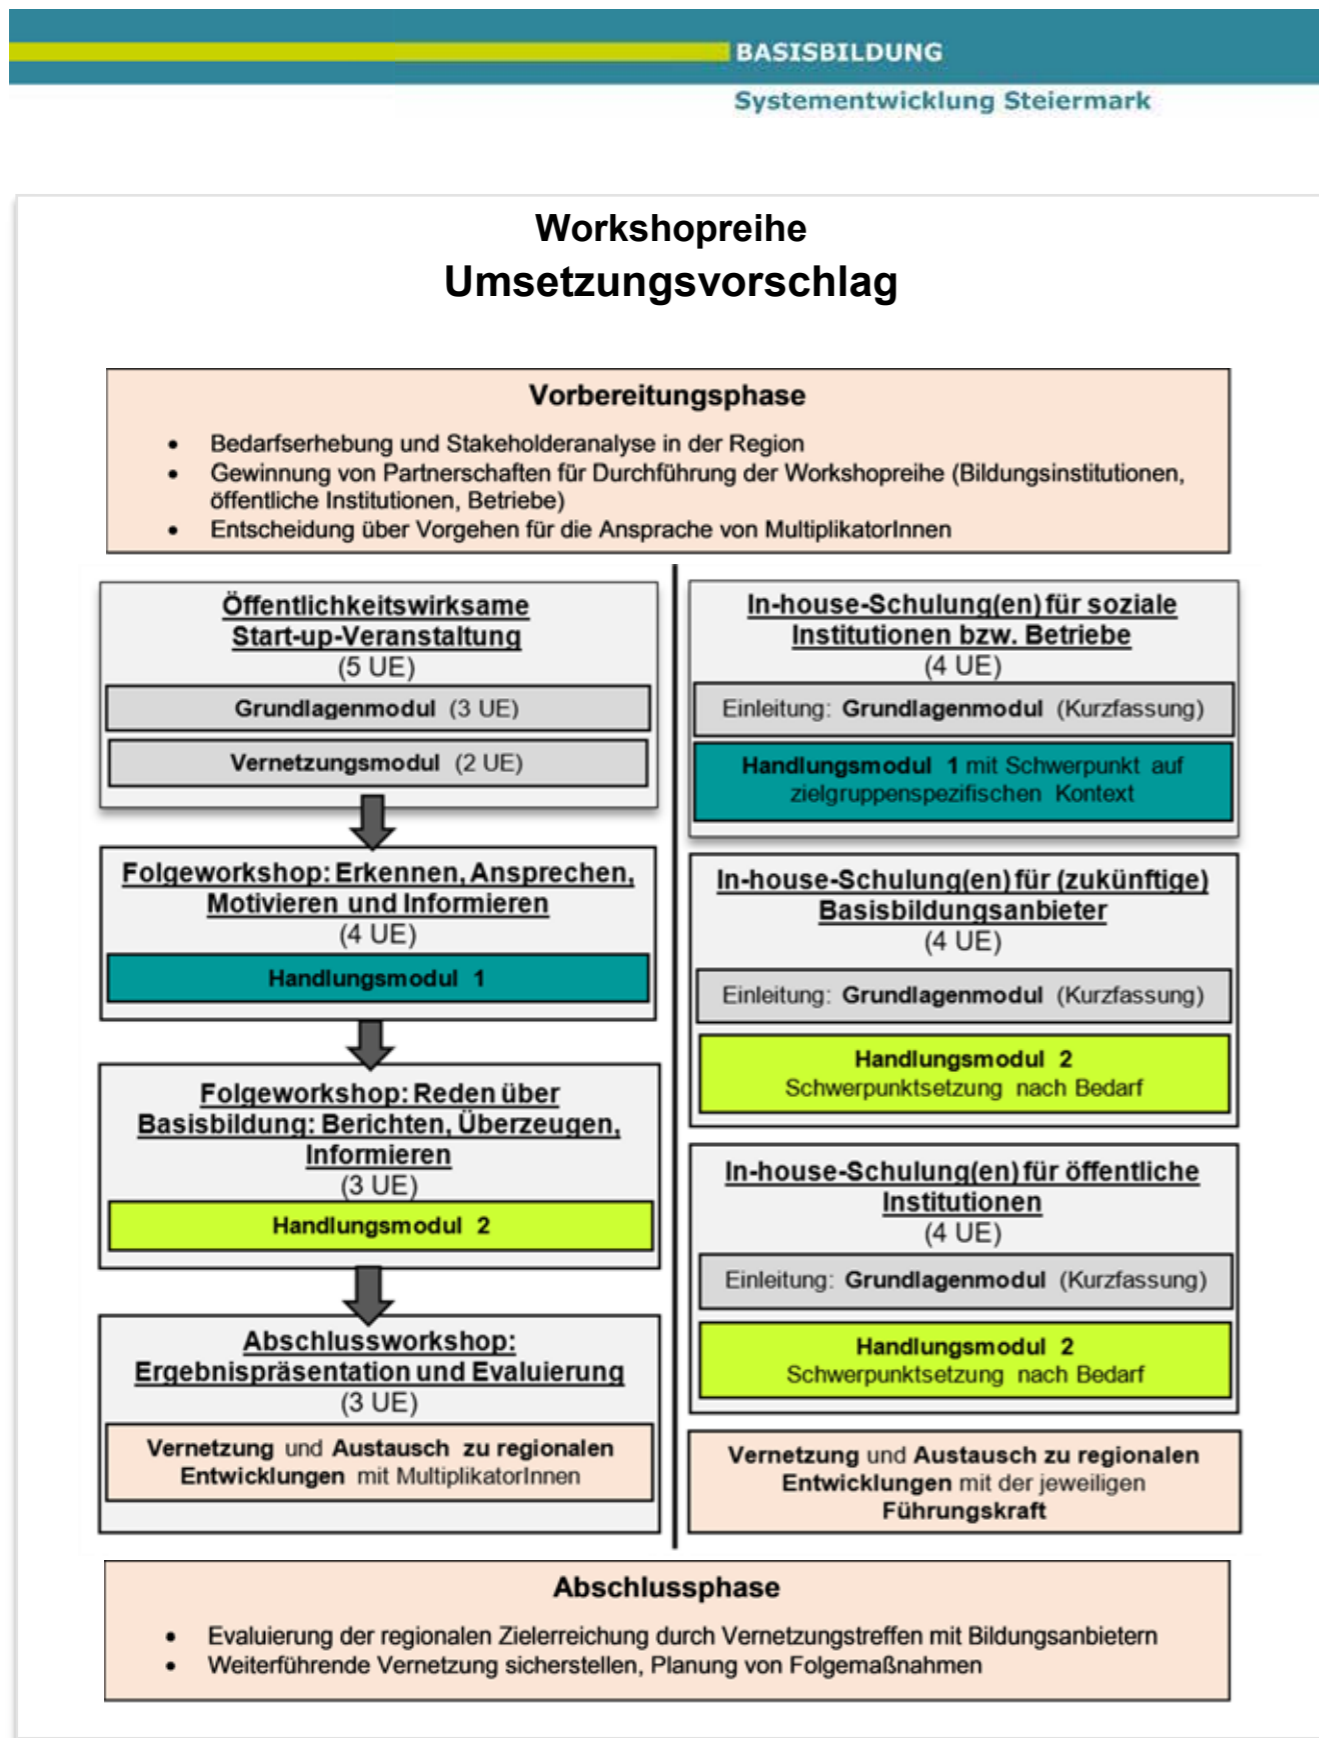 BASISBILDUNG
Systementwicklung Steiermark
Workshopreihe
Umsetzungsvorschlag
Vorbereitungsphase
• Bedarfserhebung und Stakeholderanalyse in der Region
• Gewinnung von Partnerschaften für Durchführung der Workshopreihe (Bildungsinstitutionen,
öffentliche Institutionen, Betriebe)
• Entscheidung über Vorgehen für die Ansprache von MultiplikatorInnen
Öffentlichkeitswirksame
Start-up-Veranstaltung
(5 UE)
Grundlagenmodul (3 UE)
Vernetzungsmodul (2 UE)
Folgeworkshop: Erkennen, Ansprechen,
Motivieren und Informieren
(4 UE)
Handlungsmodul 1
Folgeworkshop: Reden über
Basisbildung: Berichten, Überzeugen,
Informieren
(3 UE)
Handlungsmodul 2
Abschlussworkshop:
Ergebnispräsentation und Evaluierung
(3 UE)
Vernetzung und Austausch zu regionalen
Entwicklungen mit MultiplikatorInnen
In-house-Schulung(en) für soziale
Institutionen bzw. Betriebe
(4 UE)
Einleitung: Grundlagenmodul (Kurzfassung)
Handlungsmodul 1 mit Schwerpunkt auf
zielgruppenspezifischen Kontext
In-house-Schulung(en) für (zukünftige)
Basisbildungsanbieter
(4 UE)
Einleitung: Grundlagenmodul (Kurzfassung)
Handlungsmodul 2
Schwerpunktsetzung nach Bedarf
In-house-Schulung(en) für öffentliche
Institutionen
(4 UE)
Einleitung: Grundlagenmodul (Kurzfassung)
Handlungsmodul 2
Schwerpunktsetzung nach Bedarf
Vernetzung und Austausch zu regionalen
Entwicklungen mit der jeweiligen
Führungskraft
Abschlussphase
• Evaluierung der regionalen Zielerreichung durch Vernetzungstreffen mit Bildungsanbietern
• Weiterführende Vernetzung sicherstellen, Planung von Folgemaßnahmen